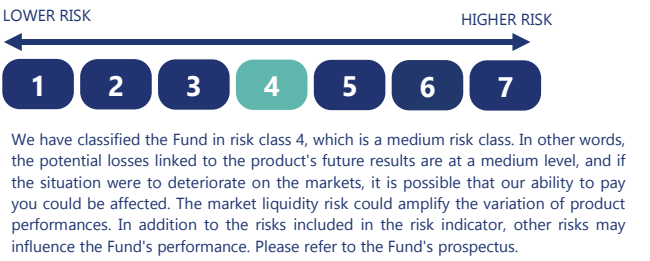 LOWER RISK
HIGHER RISK
1 2 3 4 5 6 7
We have classified the Fund in risk class 4, which is a medium risk class. In other words,
the potential losses linked to the product's future results are at a medium level, and if
the situation were to deteriorate on the markets, it is possible that our ability to pay
you could be affected. The market liquidity risk could amplify the variation of product
performances. In addition to the risks included in the risk indicator, other risks may
influence the Fund's performance. Please refer to the Fund's prospectus.